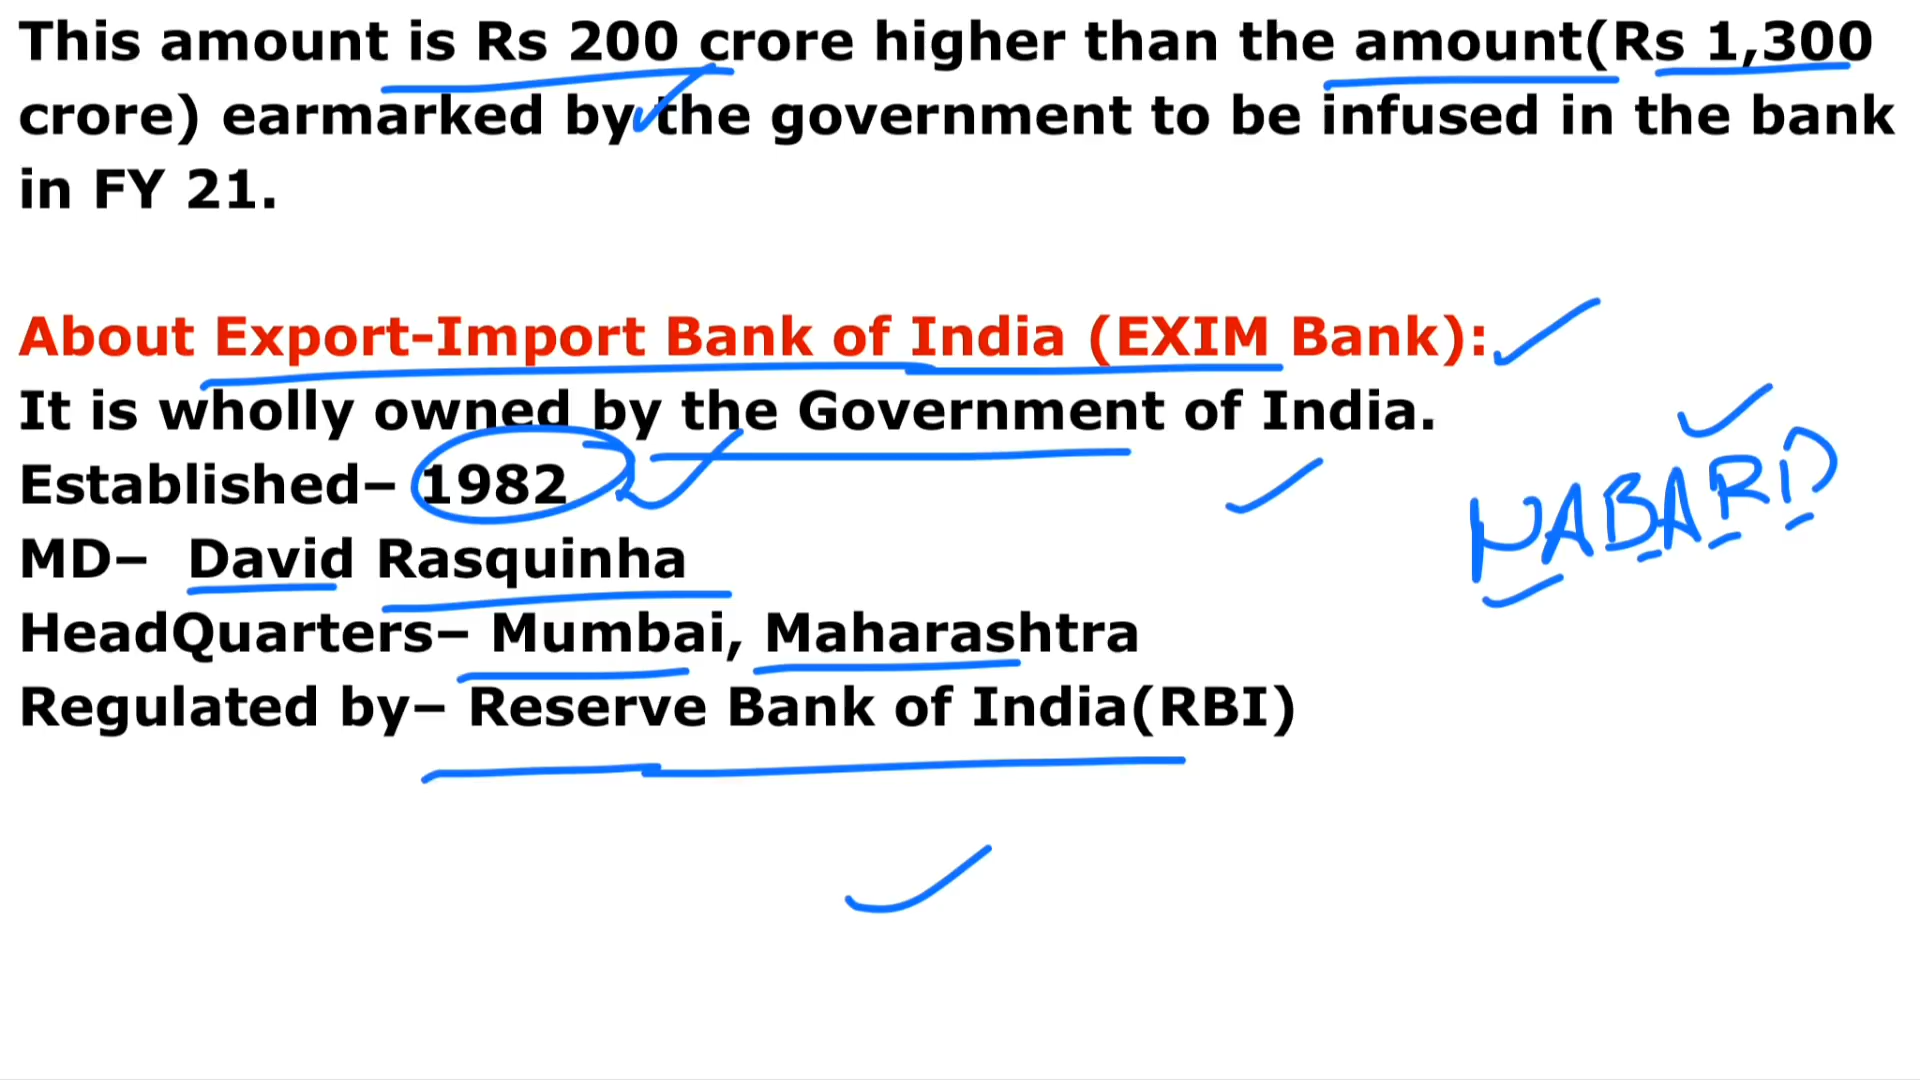 This amount is Rs 200 crore higher than the amount(Rs 1,300
crore) earmarked by the government to be infused in the bank
in FY 21.
About Export-Import Bank of India (EXIM Bank):
It is wholly owned by the Government of India.
Established– 1982
MD– David Rasquinha
HeadQuarters– Mumbai, Maharashtra
Regulated by– Reserve Bank of India(RBI)
NABARD